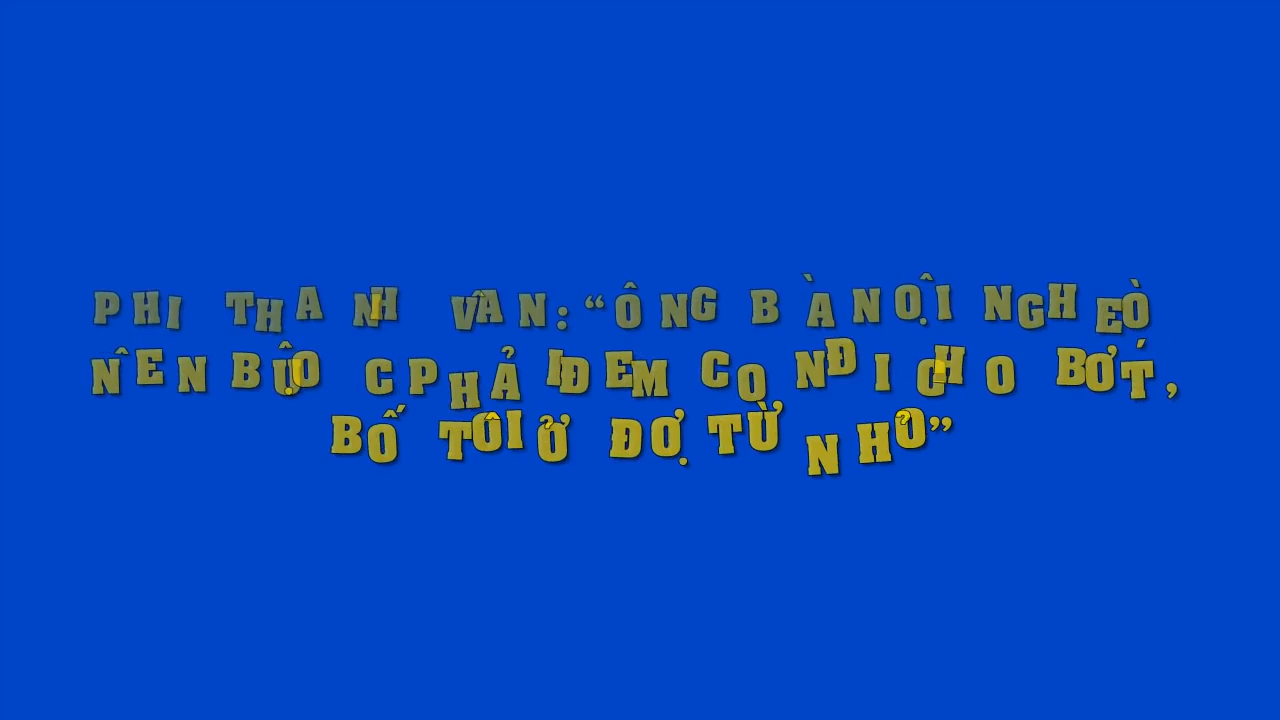 PHI THANH VÂN: “ÔNG BÀ NỘI NGHÈO
NÊN BUỘC PHẢI ĐEM CON ĐI CHO BỚT,
BỐ TÔI Ở ĐỢ TỪ NHỎ”